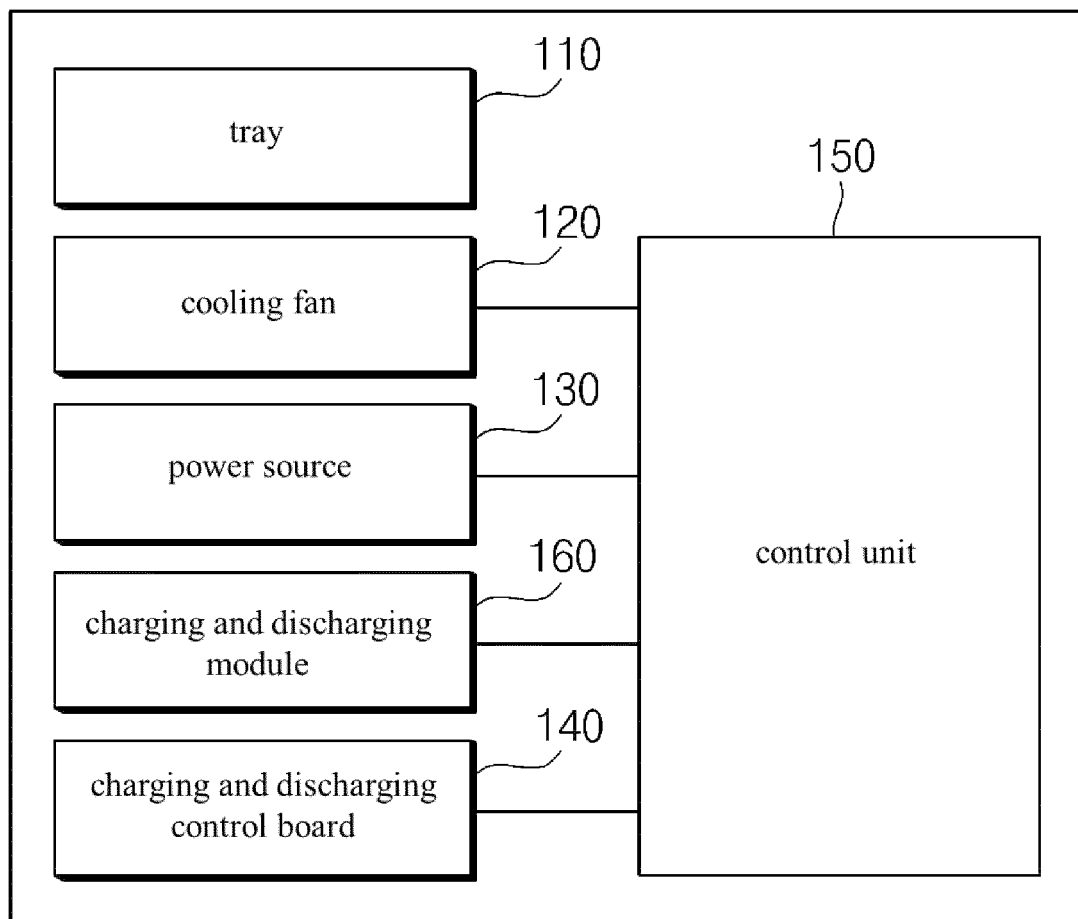 110
tray
150
120
cooling fan
130
power source
control unit
160
charging and discharging
module
140
charging and discharging
control board